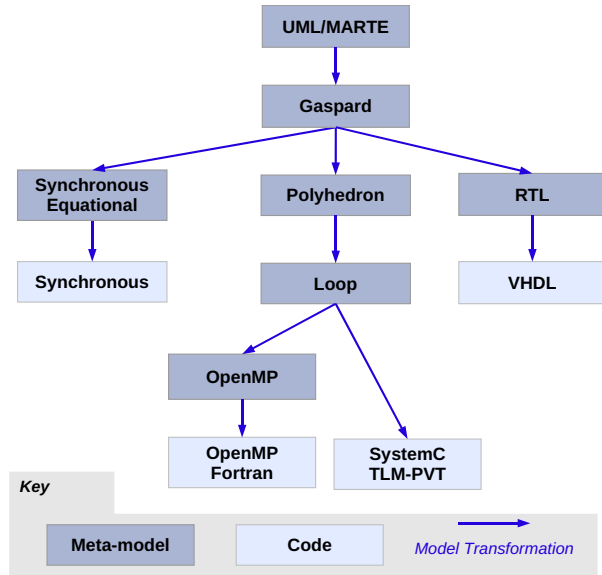 UML/MARTE
Gaspard
Synchronous
Equational
Polyhedron
RTL
Synchronous
Loop
VHDL
OpenMP
OpenMP
Fortran
SystemC
TLM-PVT
Key
Meta-model
Code
Model Transformation